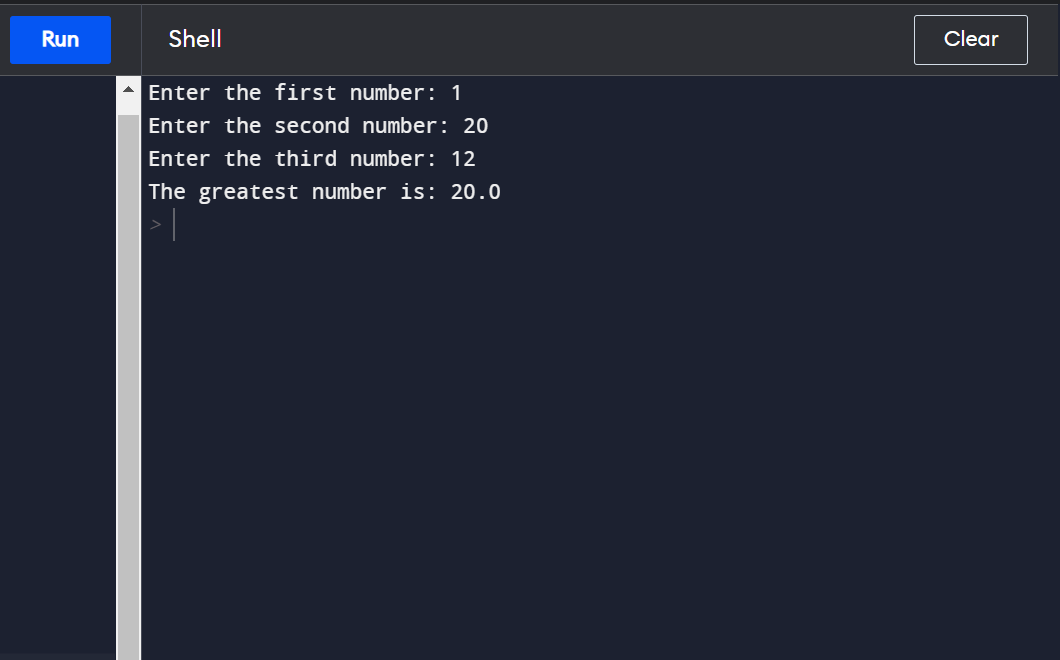 Run Shell Clear
Enter the first number: 1
Enter the second number: 20
Enter the third number: 12
The greatest number is: 20.0
>